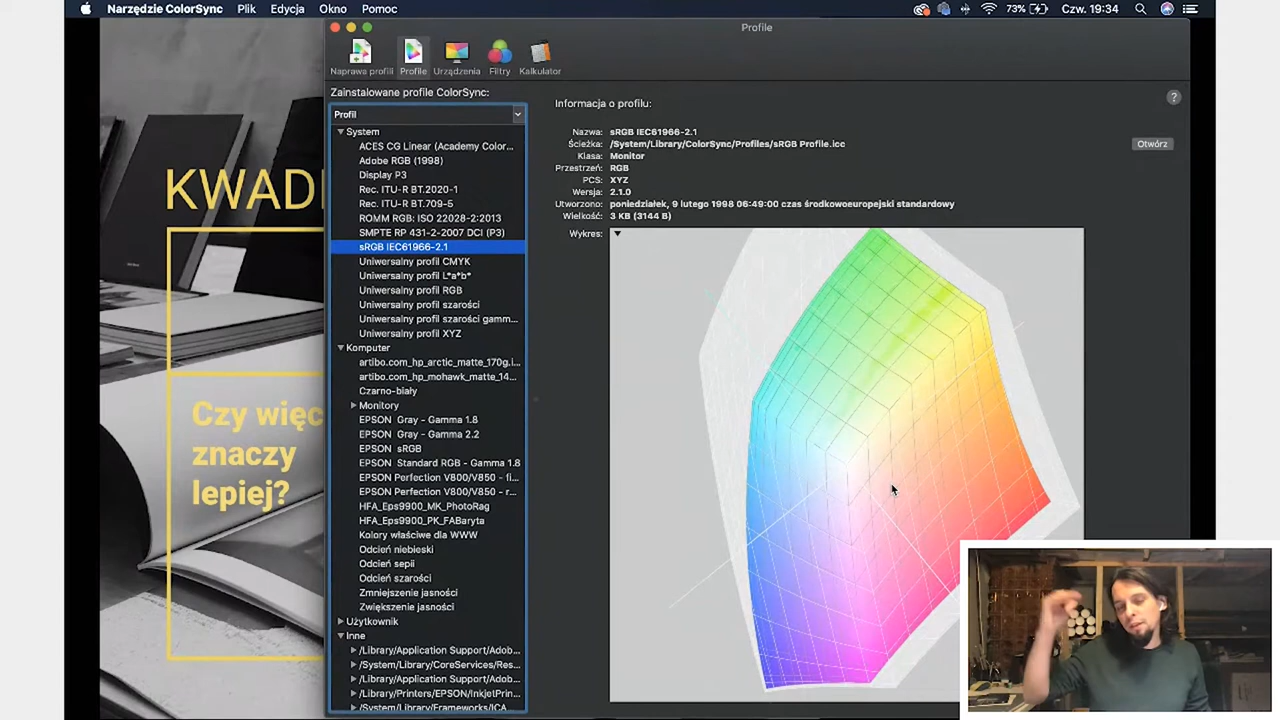 Narzędzie ColorSync Plik Edycja Okno Pomoc
73% Czw. 19:34
Profile
Naprawa profili Profile Urządzenia Filtry Kalkulator
Zainstalowane profile ColorSync:
Profil
System
ACES CG Linear (Academy Color...
Adobe RGB (1998)
Display P3
Rec. ITU-R BT.2020-1
Rec. ITU-R BT.709-5
ROMM RGB: ISO 22028-2:2013
SMPTE RP 431-2-2007 DCI (P3)
sRGB IEC61966-2.1
Uniwersalny profil CMYK
Uniwersalny profil L*a*b*
Uniwersalny profil RGB
Uniwersalny profil szarości
Uniwersalny profil szarości gamm...
Uniwersalny profil XYZ
Komputer
artibo.com_hp_arctic_matte_170g.i...
artibo.com_hp_mohawk_matte_14...
Czarno-biały
Monitory
EPSON Gray - Gamma 1.8
EPSON Gray - Gamma 2.2
EPSON sRGB
EPSON Standard RGB - Gamma 1.8
EPSON Perfection V800/V850 - fi...
EPSON Perfection V800/V850 - r...
HFA_Eps9900_MK_PhotoRag
HFA_Eps9900_PK_FABaryta
Kolory właściwe dla WWW
Odcień niebieski
Odcień sepii
Odcień szarości
Zmniejszenie jasności
Zwiększenie jasności
Użytkownik
Inne
/Library/Application Support/Adob...
/System/Library/CoreServices/Res...
/Library/Application Support/Adob...
/Library/Printers/EPSON/InkjetPrin...
/System/Library/Frameworks/ICA
Informacja o profilu:
?
Nazwa: sRGB IEC61966-2.1
Ścieżka: /System/Library/ColorSync/Profiles/sRGB Profile.icc
Otwórz
Klasa: Monitor
Przestrzeń: RGB
PCS: XYZ
Wersja: 2.1.0
Utworzono: poniedziałek, 9 lutego 1998 06:49:00 czas środkowoeuropejski standardowy
Wielkość: 3 KB (3144 B)
Wykres:
KWADR
Czy więc
znaczy
lepiej?